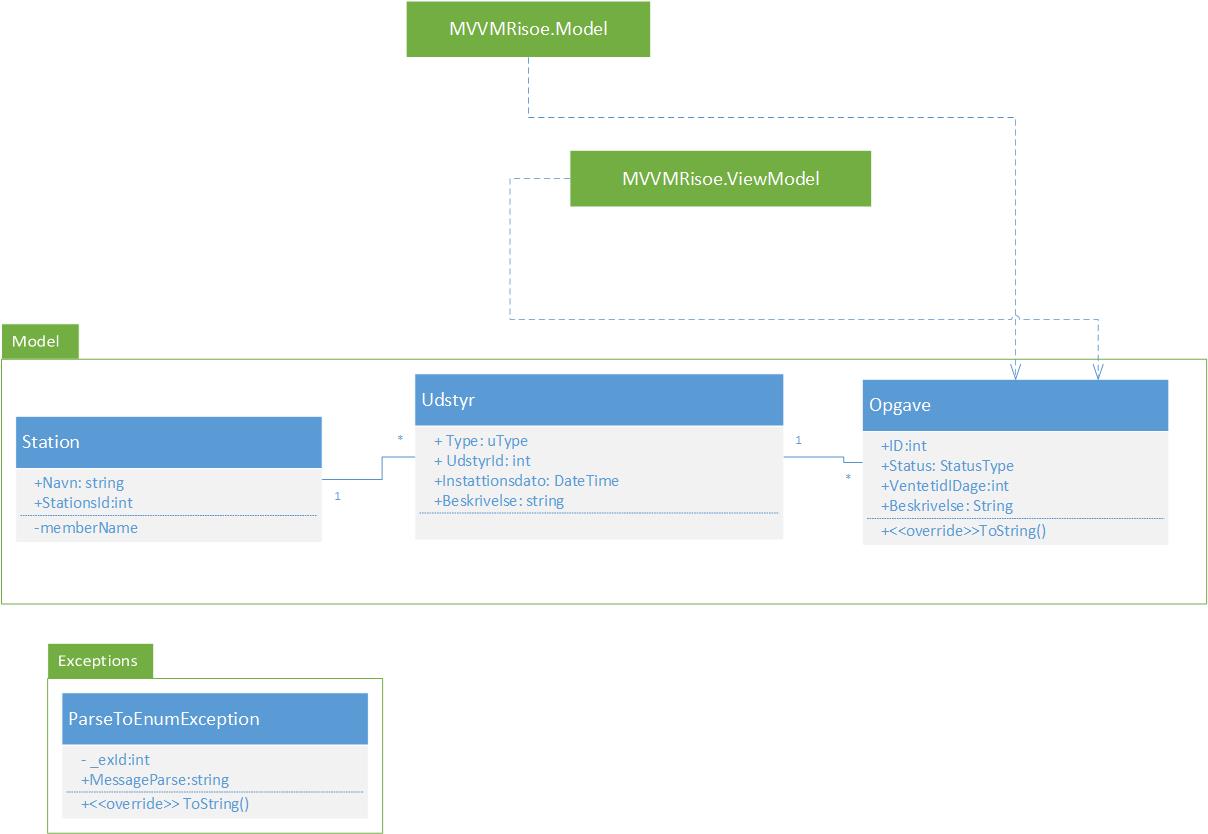 MVVMRisoe.Model
MVVMRisoe.ViewModel
Model
Station
+Navn: string
+StationsId:int
-memberName
1
*
Udstyr
+ Type: uType
+ UdstyrId: int
+Instattionsdato: DateTime
+Beskrivelse: string
1
*
Opgave
+ID:int
+Status: StatusType
+VentetidIDage:int
+Beskrivelse: String
+<<override>>ToString()
Exceptions
ParseToEnumException
- _exId:int
+MessageParse:string
+<<override>> ToString()